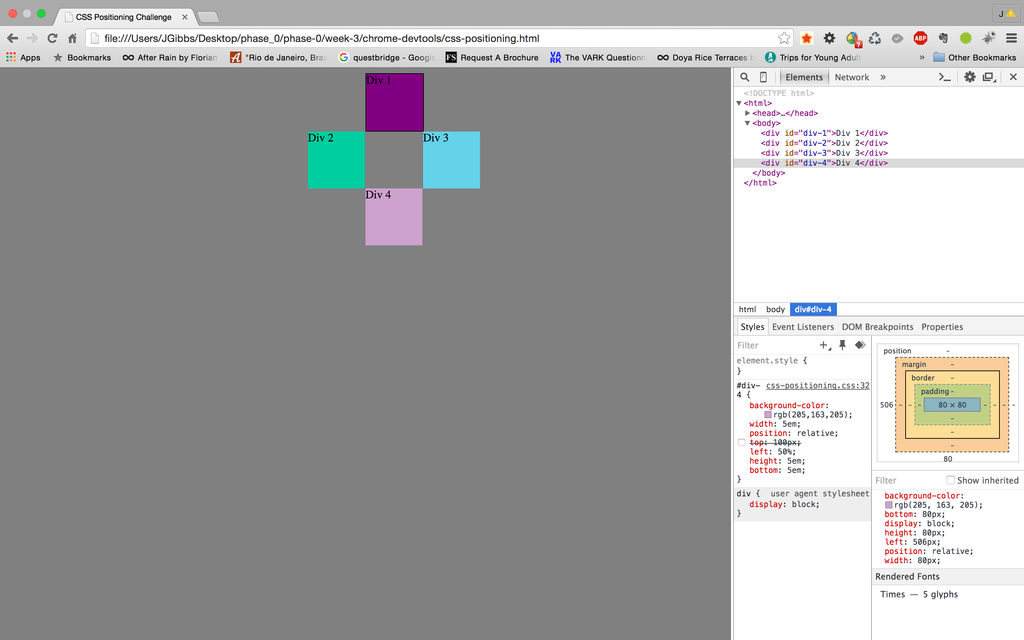 CSS Positioning Challenge
J
file:///Users/JGibbs/Desktop/phase_0/phase-0/week-3/chrome-devtools/css-positioning.html
ABP
Apps Bookmarks After Rain by Florian "Rio de Janeiro, Braz questbridge - Google FS Request A Brochure VARK The VARK Questionn Doya Rice Terraces Trips for Young Adult » Other Bookmarks
Elements Network »
Div 1
Div 2 Div 3
Div 4
<!DOCTYPE html>
<html>
<head>…</head>
<body>
<div id="div-1">Div 1</div>
<div id="div-2">Div 2</div>
<div id="div-3">Div 3</div>
<div id="div-4">Div 4</div>
</body>
</html>
html body div#div-4
Styles Event Listeners DOM Breakpoints Properties
Filter
element.style {
}
#div- css-positioning.css:32
4 {
background-color:
rgb(205,163,205);
width: 5em;
position: relative;
top: 100px;
left: 50%;
height: 5em;
bottom: 5em;
}
div { user agent stylesheet
display: block;
}
position -
margin -
border -
padding -
506 - - - 80 × 80 - - -
-
-
-
80
Filter Show inherited
background-color:
rgb(205, 163, 205);
bottom: 80px;
display: block;
height: 80px;
left: 506px;
position: relative;
width: 80px;
Rendered Fonts
Times — 5 glyphs